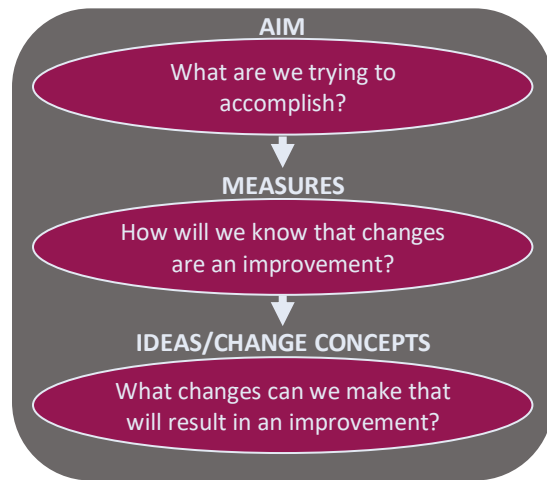 AIM
What are we trying to
accomplish?
MEASURES
How will we know that changes
are an improvement?
IDEAS/CHANGE CONCEPTS
What changes can we make that
will result in an improvement?